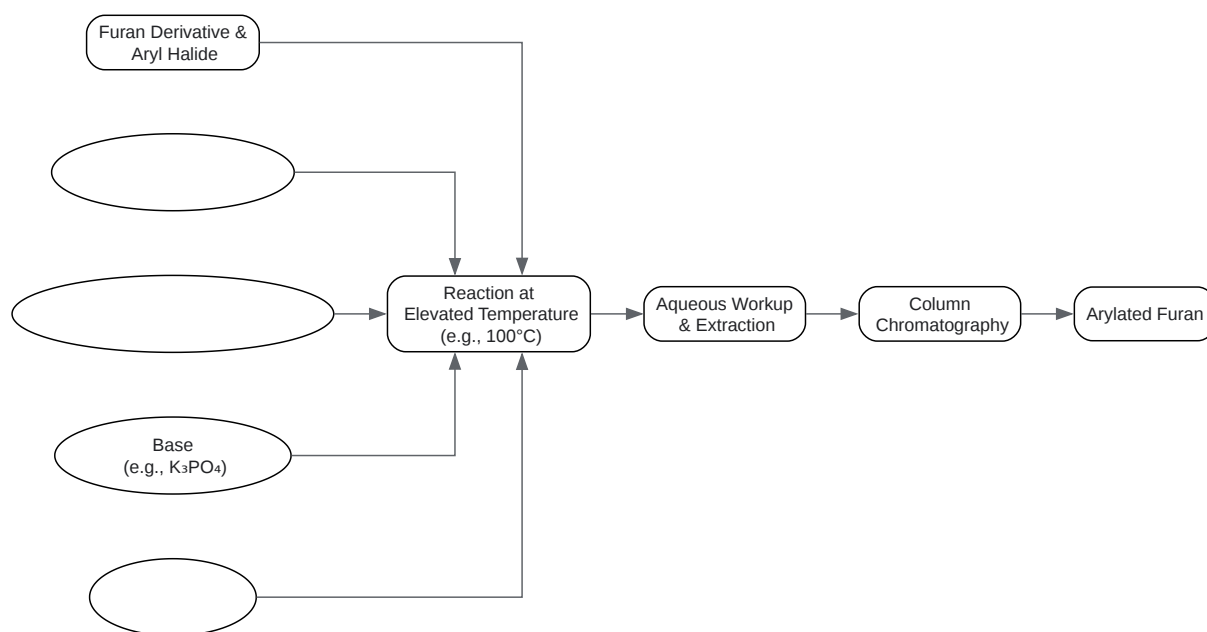 Furan Derivative &
Aryl Halide
Reaction at
Elevated Temperature
(e.g., 100°C)
Aqueous Workup
& Extraction
Column
Chromatography
Arylated Furan
Base
(e.g., K₃PO₄)